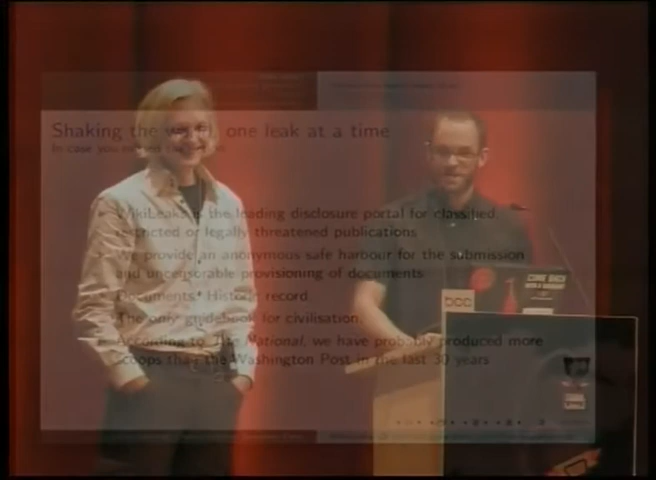 Shaking the one leak at a time
In case you
WikiLeaks is the leading disclosure portal for classified,
restricted or legally threatened publications
We provide an anonymous safe harbour for the submission
and uncensorable provisioning of documents
Documents: Historic record
The only guidebook for civilisation.
According to The National, we have probably produced more
scoops than the Washington Post in the last 30 years
COME BACK